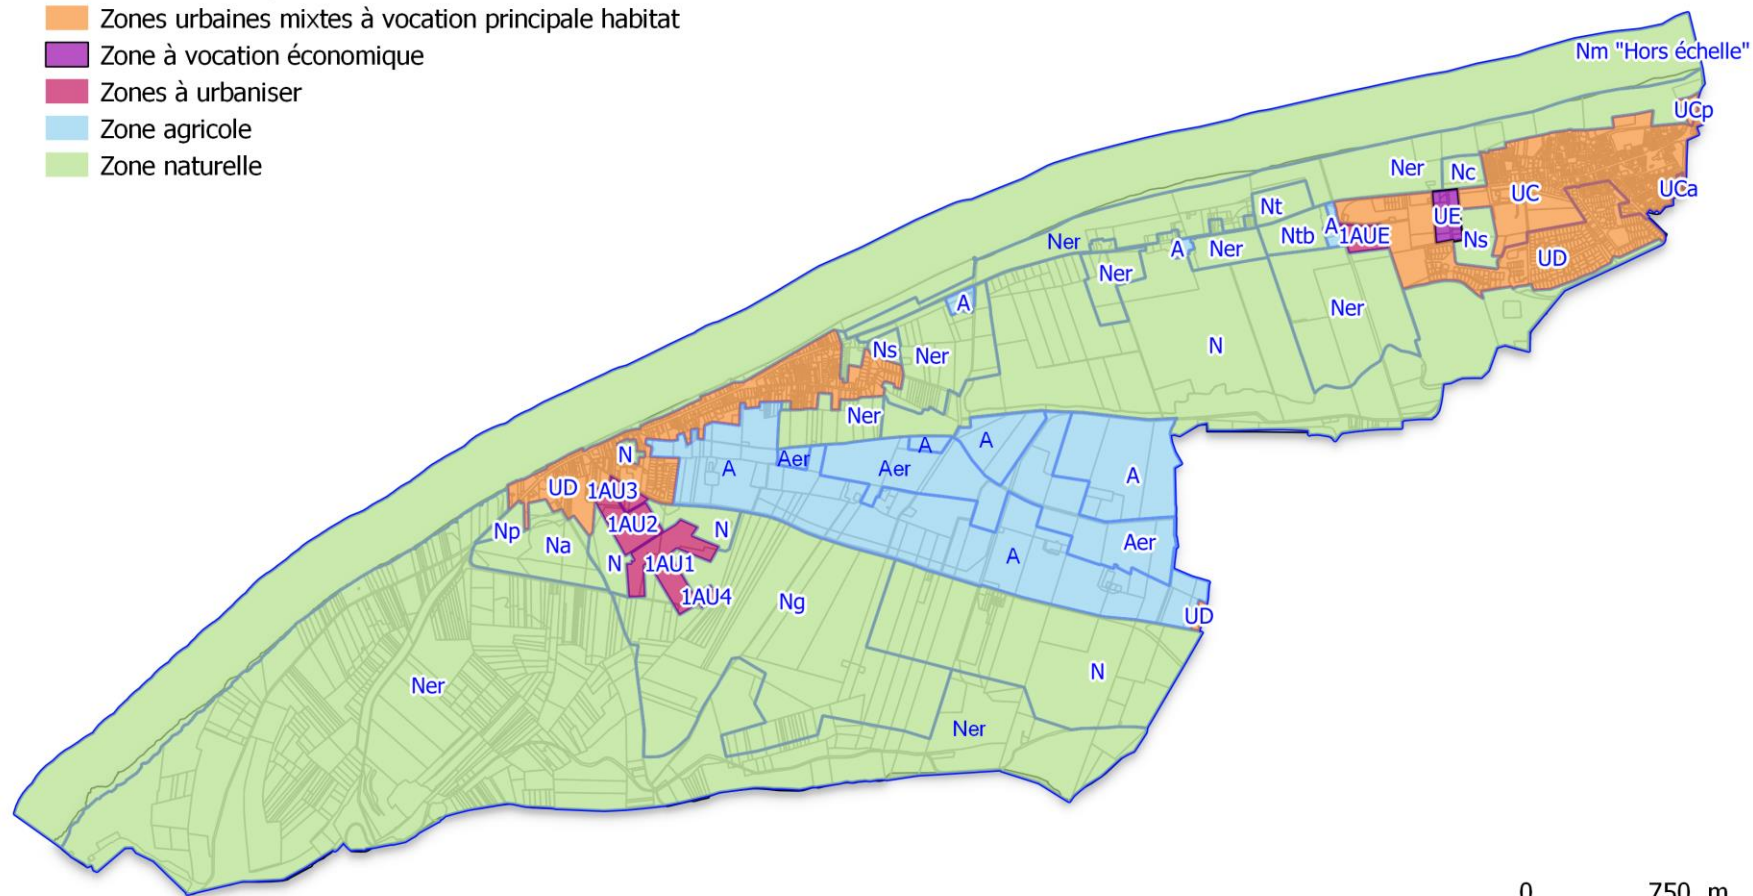 Zones urbaines mixtes à vocation principale habitat
Zone à vocation économique
Zones à urbaniser
Zone agricole
Zone naturelle
Nm "Hors échelle"
UCp
Ner
Nc
UC
UCa
Nt
UE
A
1AUE
Ntb
Ns
Ner
A
Ner
UD
Ner
A
Ner
N
Ns
Ner
Ner
A
A
N
A
Aer
Aer
A
UD
1AU3
1AU2
Np
Na
N
Aer
A
N
1AU1
1AU4
Ng
UD
N
Ner
Ner
0 750 m